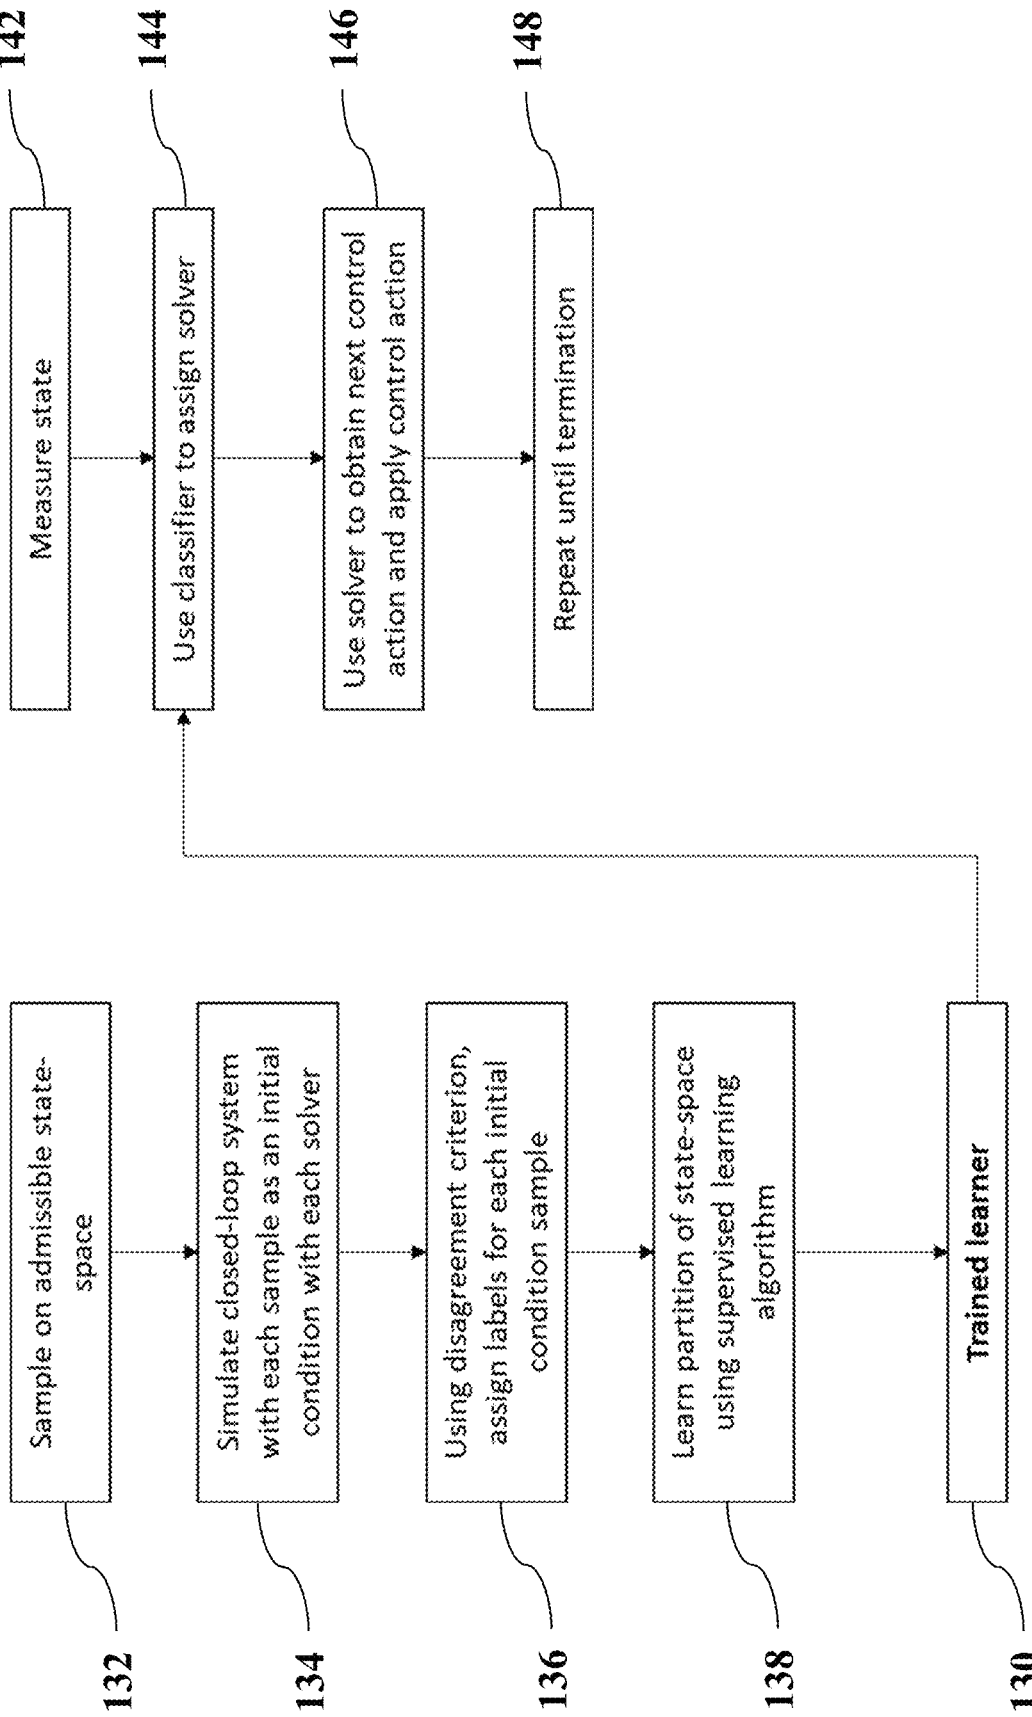 132
Sample on admissible state-
space
134
Simulate closed-loop system
with each sample as an initial
condition with each solver
136
Using disagreement criterion,
assign labels for each initial
condition sample
138
Learn partition of state-space
using supervised learning
algorithm
130
Trained learner
142
Measure state
144
Use classifier to assign solver
146
Use solver to obtain next control
action and apply control action
148
Repeat until termination